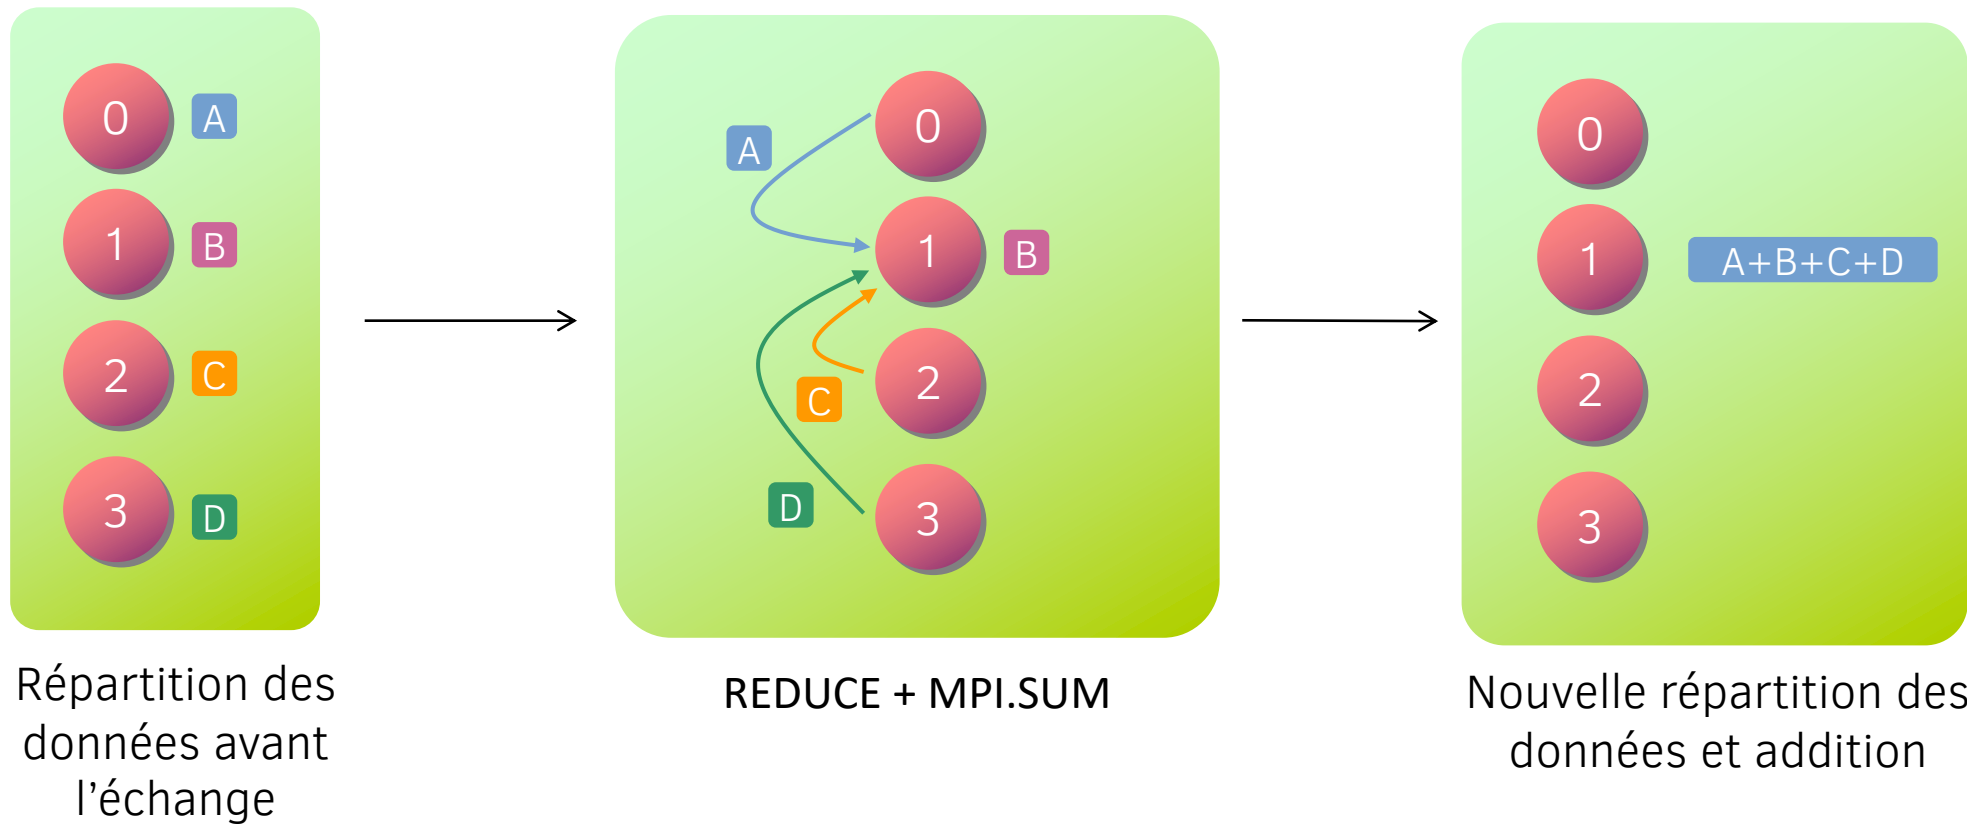 0 A
1 B
2 C
3 D
Répartition des
données avant
l’échange
0
A
1 B
2
C
3
D
REDUCE + MPI.SUM
0
1 A+B+C+D
2
3
Nouvelle répartition des
données et addition